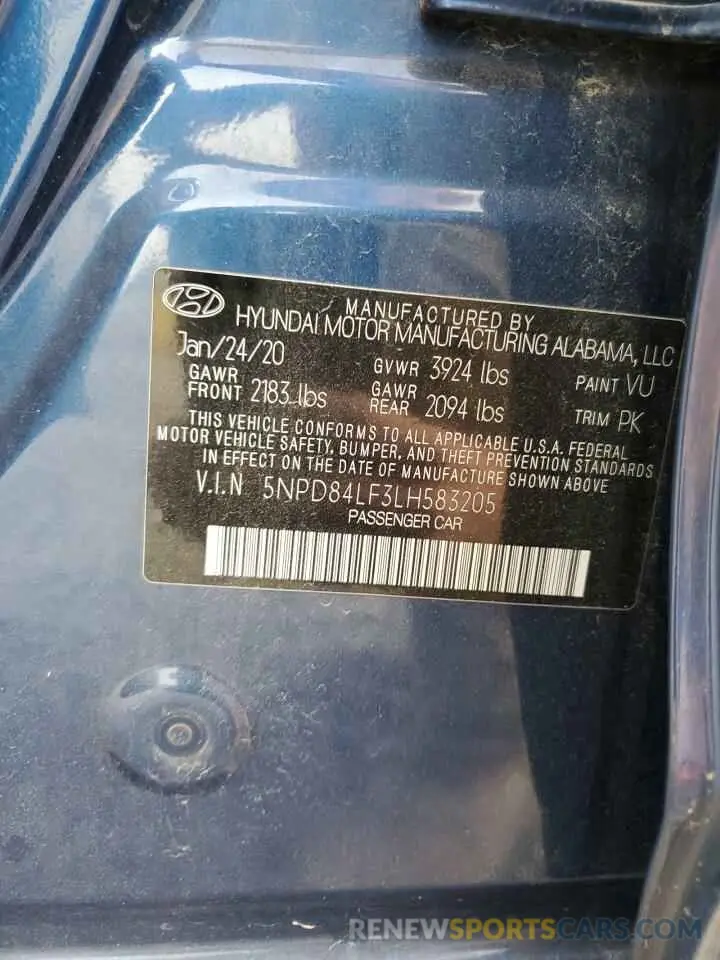 MANUFACTURED BY
HYUNDAI MOTOR MANUFACTURING ALABAMA, LLC
Jan/24/20 GVWR 3924 lbs PAINT VU
GAWR FRONT 2183 lbs GAWR REAR 2094 lbs TRIM PK
THIS VEHICLE CONFORMS TO ALL APPLICABLE U.S.A. FEDERAL
MOTOR VEHICLE SAFETY, BUMPER, AND THEFT PREVENTION STANDARDS
IN EFFECT ON THE DATE OF MANUFACTURE SHOWN ABOVE
V.I.N 5NPD84LF3LH583205
PASSENGER CAR
RENEWSPORTSCARS.COM